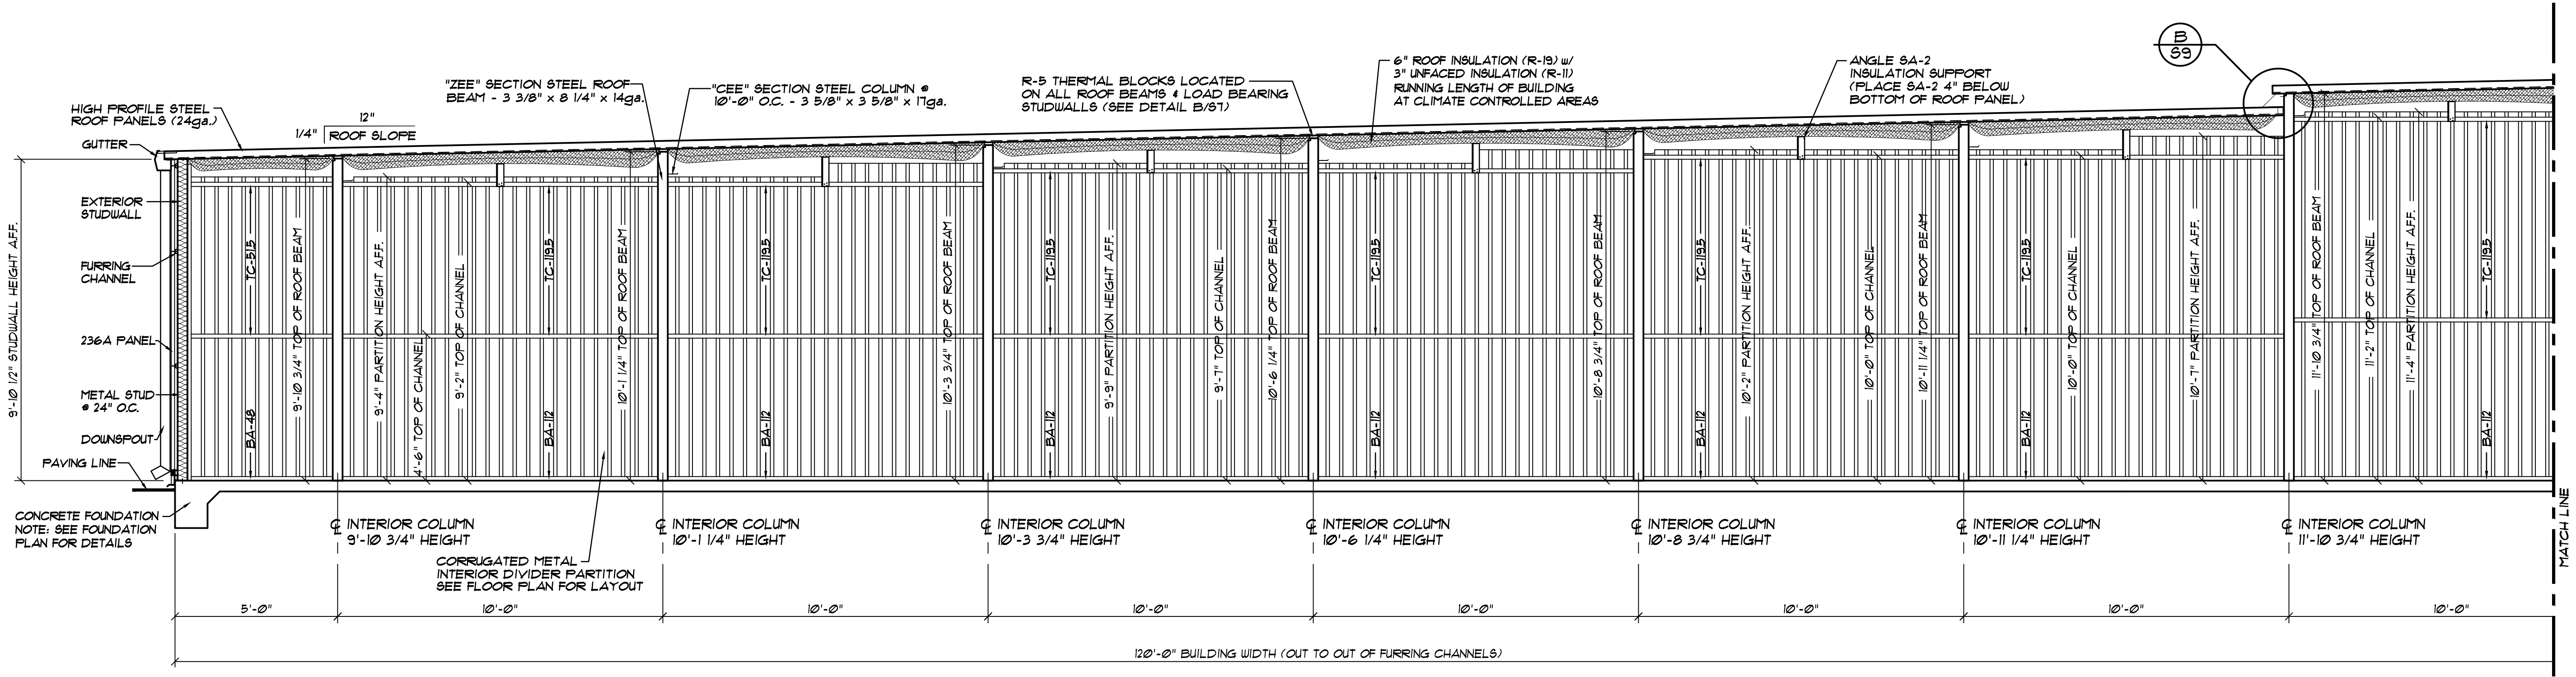 B
S9
6" ROOF INSULATION (R-19) w/
3" UNFACED INSULATION (R-11)
RUNNING LENGTH OF BUILDING
AT CLIMATE CONTROLLED AREAS
ANGLE SA-2
INSULATION SUPPORT
(PLACE SA-2 4" BELOW
BOTTOM OF ROOF PANEL)
"ZEE" SECTION STEEL ROOF
BEAM - 3 3/8" x 8 1/4" x 14ga.
"CEE" SECTION STEEL COLUMN @
10'-0" O.C. - 3 5/8" x 3 5/8" x 17ga.
R-5 THERMAL BLOCKS LOCATED
ON ALL ROOF BEAMS & LOAD BEARING
STUDWALLS (SEE DETAIL B/S7)
HIGH PROFILE STEEL
ROOF PANELS (24ga.)
12"
1/4"
ROOF SLOPE
GUTTER
EXTERIOR
STUDWALL
FURRING
CHANNEL
236A PANEL
METAL STUD
@ 24" O.C.
DOWNSPOUT
PAVING LINE
CONCRETE FOUNDATION
NOTE: SEE FOUNDATION
PLAN FOR DETAILS
9'-10 1/2" STUDWALL HEIGHT A.F.F.
TC-51.5
BA-48
9'-10 3/4" TOP OF ROOF BEAM
9'-4" PARTITION HEIGHT A.F.F.
4'-6" TOP OF CHANNEL
9'-2" TOP OF CHANNEL
TC-119.5
BA-112
10'-1 1/4" TOP OF ROOF BEAM
TC-119.5
BA-112
10'-3 3/4" TOP OF ROOF BEAM
TC-119.5
BA-112
9'-9" PARTITION HEIGHT A.F.F.
9'-7" TOP OF CHANNEL
10'-6 1/4" TOP OF ROOF BEAM
TC-119.5
BA-112
10'-8 3/4" TOP OF ROOF BEAM
TC-119.5
BA-112
10'-2" PARTITION HEIGHT A.F.F.
10'-0" TOP OF CHANNEL
10'-11 1/4" TOP OF ROOF BEAM
TC-119.5
BA-112
10'-0" TOP OF CHANNEL
10'-7" PARTITION HEIGHT A.F.F.
11'-10 3/4" TOP OF ROOF BEAM
11'-2" TOP OF CHANNEL
11'-4" PARTITION HEIGHT A.F.F.
TC-119.5
BA-112
MATCH LINE
℄ INTERIOR COLUMN
9'-10 3/4" HEIGHT
℄ INTERIOR COLUMN
10'-1 1/4" HEIGHT
℄ INTERIOR COLUMN
10'-3 3/4" HEIGHT
℄ INTERIOR COLUMN
10'-6 1/4" HEIGHT
℄ INTERIOR COLUMN
10'-8 3/4" HEIGHT
℄ INTERIOR COLUMN
10'-11 1/4" HEIGHT
℄ INTERIOR COLUMN
11'-10 3/4" HEIGHT
CORRUGATED METAL
INTERIOR DIVIDER PARTITION
SEE FLOOR PLAN FOR LAYOUT
5'-0"
10'-0"
10'-0"
10'-0"
10'-0"
10'-0"
10'-0"
10'-0"
120'-0" BUILDING WIDTH (OUT TO OUT OF FURRING CHANNELS)